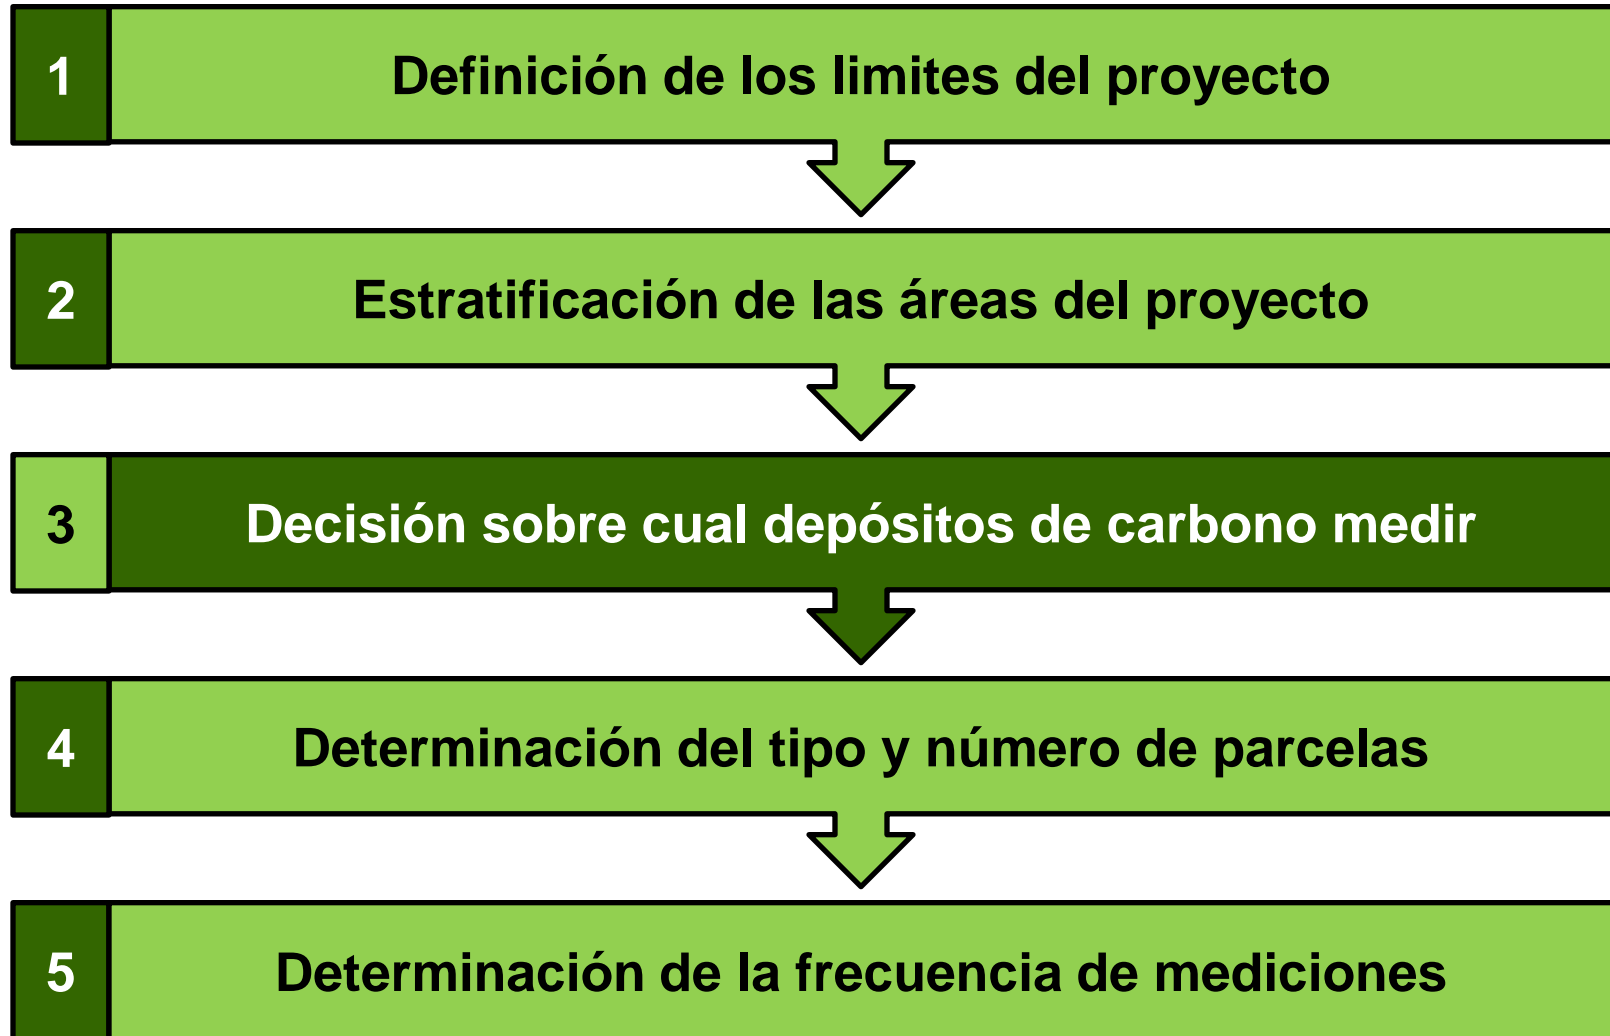 1 Definición de los limites del proyecto
2 Estratificación de las áreas del proyecto
3 Decisión sobre cual depósitos de carbono medir
4 Determinación del tipo y número de parcelas
5 Determinación de la frecuencia de mediciones